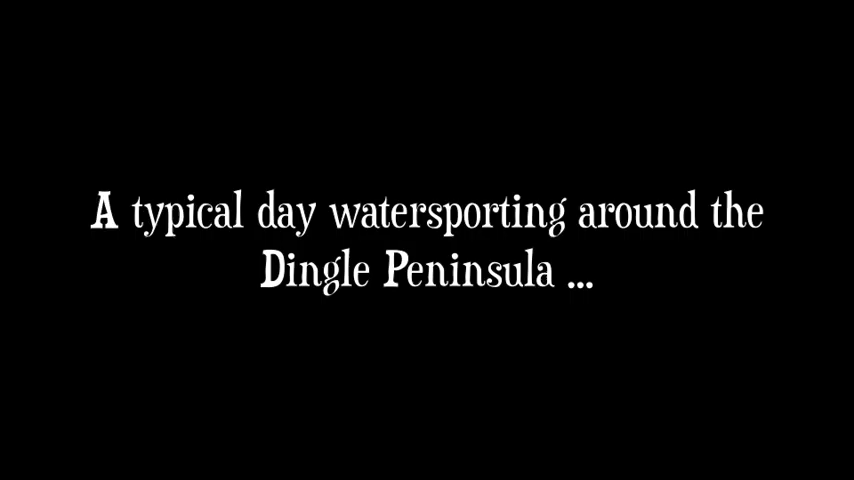 A typical day watersporting around the
Dingle Peninsula ...